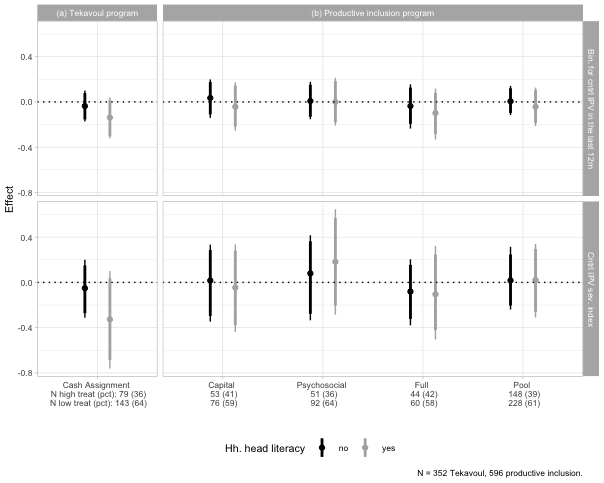 (a) Tekavoul program
(b) Productive inclusion program
Effect
0.4
0.0
-0.4
-0.8
Bin. for cntrl IPV in the last 12m
0.4
0.0
-0.4
-0.8
Cntrl IPV sev. index
Cash Assignment
N high treat (pct): 79 (36)
N low treat (pct): 143 (64)
Capital
53 (41)
76 (59)
Psychosocial
51 (36)
92 (64)
Full
44 (42)
60 (58)
Pool
148 (39)
228 (61)
Hh. head literacy no yes
N = 352 Tekavoul, 596 productive inclusion.